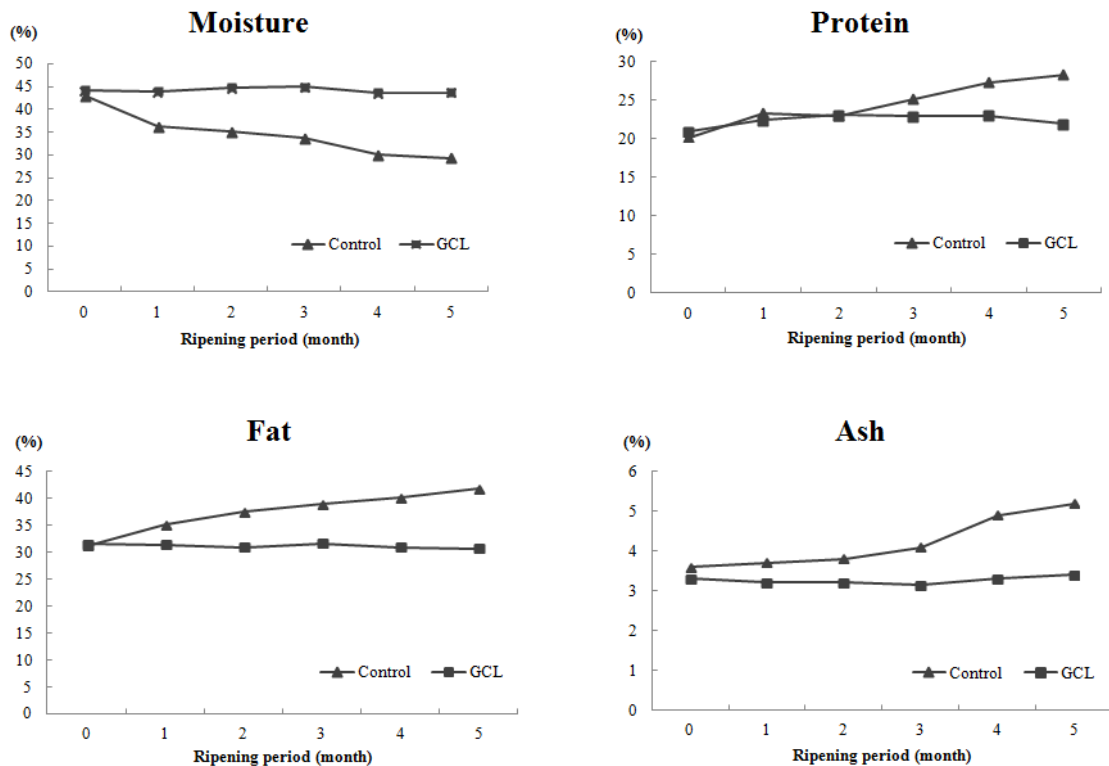 Moisture
(%)
50
45
40
35
30
25
20
15
10
5
0
Control GCL
0 1 2 3 4 5
Ripening period (month)
Protein
(%)
30
25
20
15
10
5
0
Control GCL
0 1 2 3 4 5
Ripening period (month)
Fat
(%)
45
40
35
30
25
20
15
10
5
0
Control GCL
0 1 2 3 4 5
Ripening period (month)
Ash
(%)
6
5
4
3
2
1
0
Control GCL
0 1 2 3 4 5
Ripening period (month)